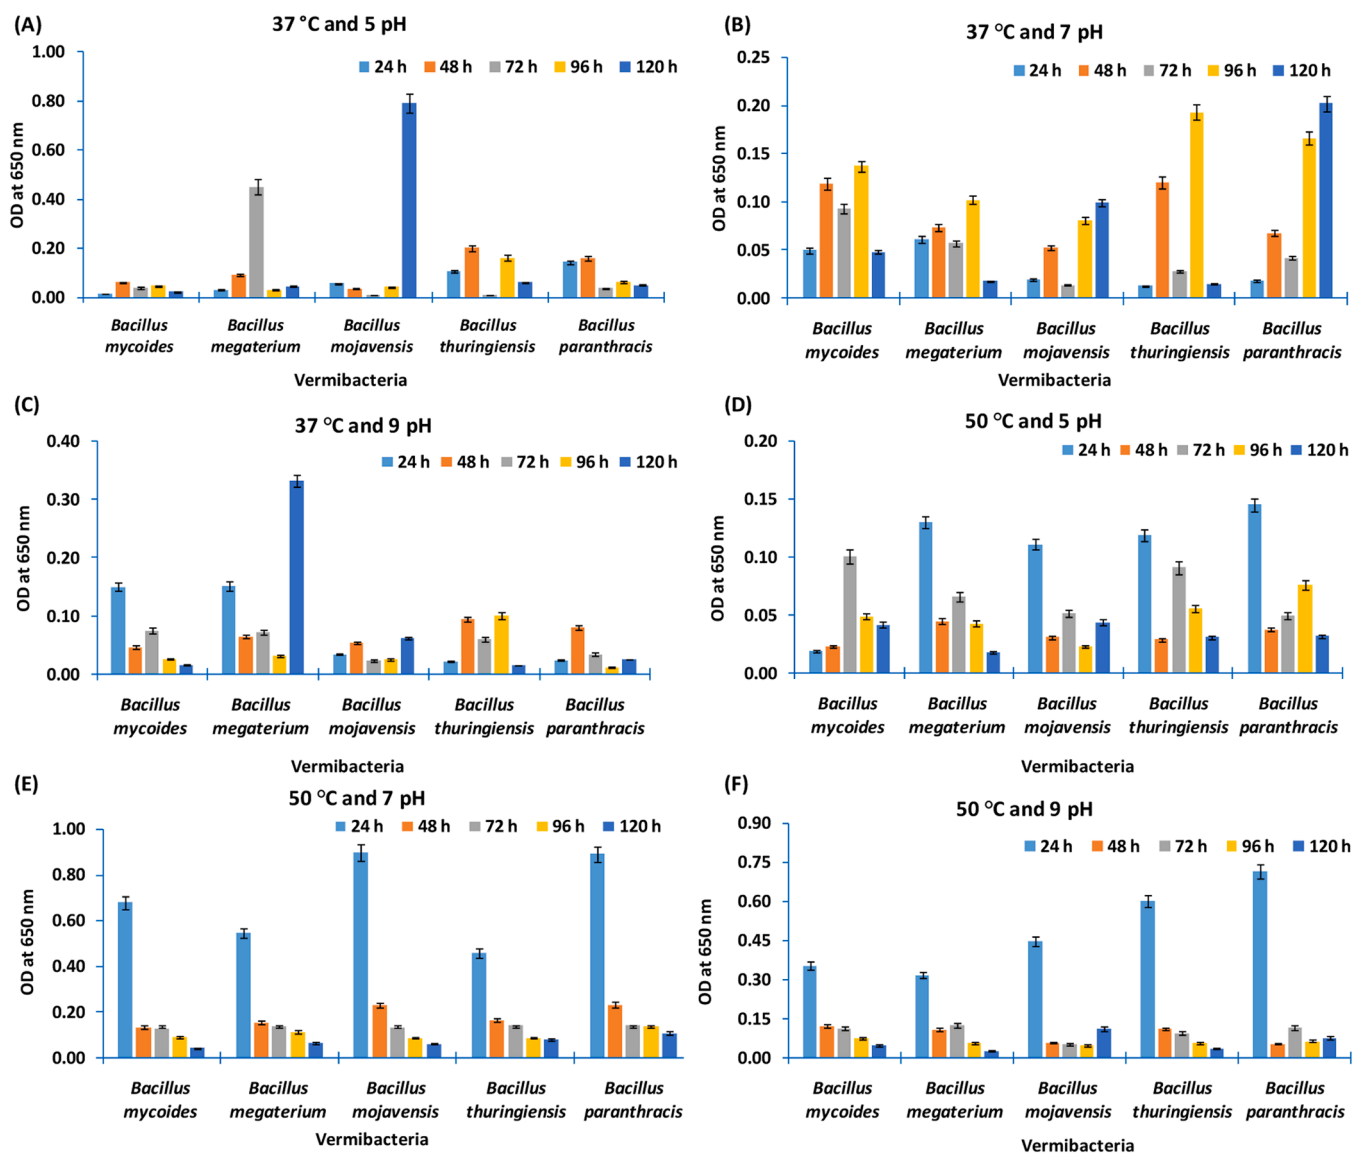 (A)
37 °C and 5 pH
24 h 48 h 72 h 96 h 120 h
OD at 650 nm
1.00
0.80
0.60
0.40
0.20
0.00
Bacillus mycoides
Bacillus megaterium
Bacillus mojavensis
Bacillus thuringiensis
Bacillus paranthracis
Vermibacteria
(B)
37 °C and 7 pH
24 h 48 h 72 h 96 h 120 h
OD at 650 nm
0.25
0.20
0.15
0.10
0.05
0.00
Bacillus mycoides
Bacillus megaterium
Bacillus mojavensis
Bacillus thuringiensis
Bacillus paranthracis
Vermibacteria
(C)
37 °C and 9 pH
24 h 48 h 72 h 96 h 120 h
OD at 650 nm
0.40
0.30
0.20
0.10
0.00
Bacillus mycoides
Bacillus megaterium
Bacillus mojavensis
Bacillus thuringiensis
Bacillus paranthracis
Vermibacteria
(D)
50 °C and 5 pH
24 h 48 h 72 h 96 h 120 h
OD at 650 nm
0.20
0.15
0.10
0.05
0.00
Bacillus mycoides
Bacillus megaterium
Bacillus mojavensis
Bacillus thuringiensis
Bacillus paranthracis
Vermibacteria
(E)
50 °C and 7 pH
24 h 48 h 72 h 96 h 120 h
OD at 650 nm
1.00
0.80
0.60
0.40
0.20
0.00
Bacillus mycoides
Bacillus megaterium
Bacillus mojavensis
Bacillus thuringiensis
Bacillus paranthracis
Vermibacteria
(F)
50 °C and 9 pH
24 h 48 h 72 h 96 h 120 h
OD at 650 nm
0.90
0.75
0.60
0.45
0.30
0.15
0.00
Bacillus mycoides
Bacillus megaterium
Bacillus mojavensis
Bacillus thuringiensis
Bacillus paranthracis
Vermibacteria